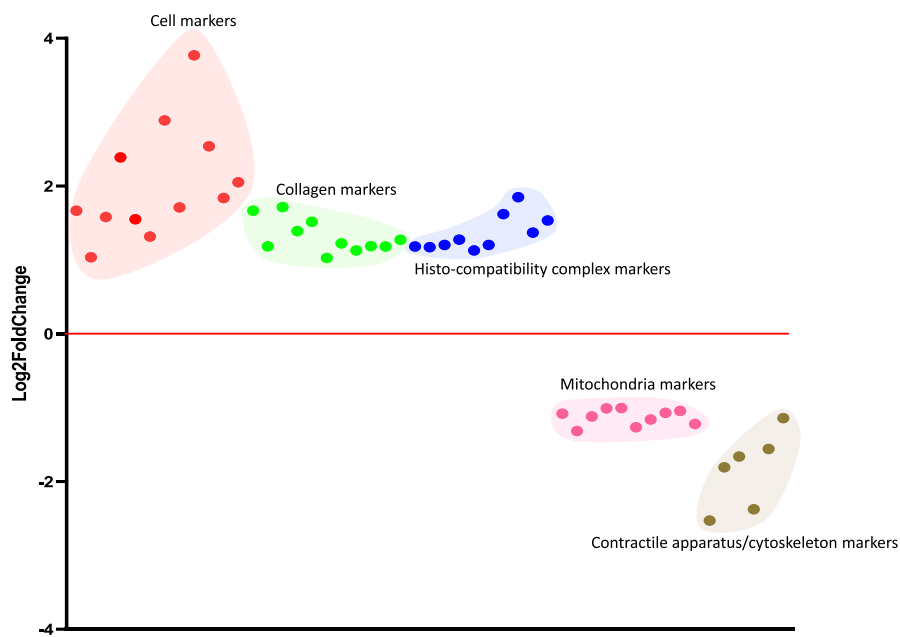 Cell markers
4
2
Collagen markers
Histo-compatibility complex markers
Log2FoldChange
0
Mitochondria markers
-2
Contractile apparatus/cytoskeleton markers
-4